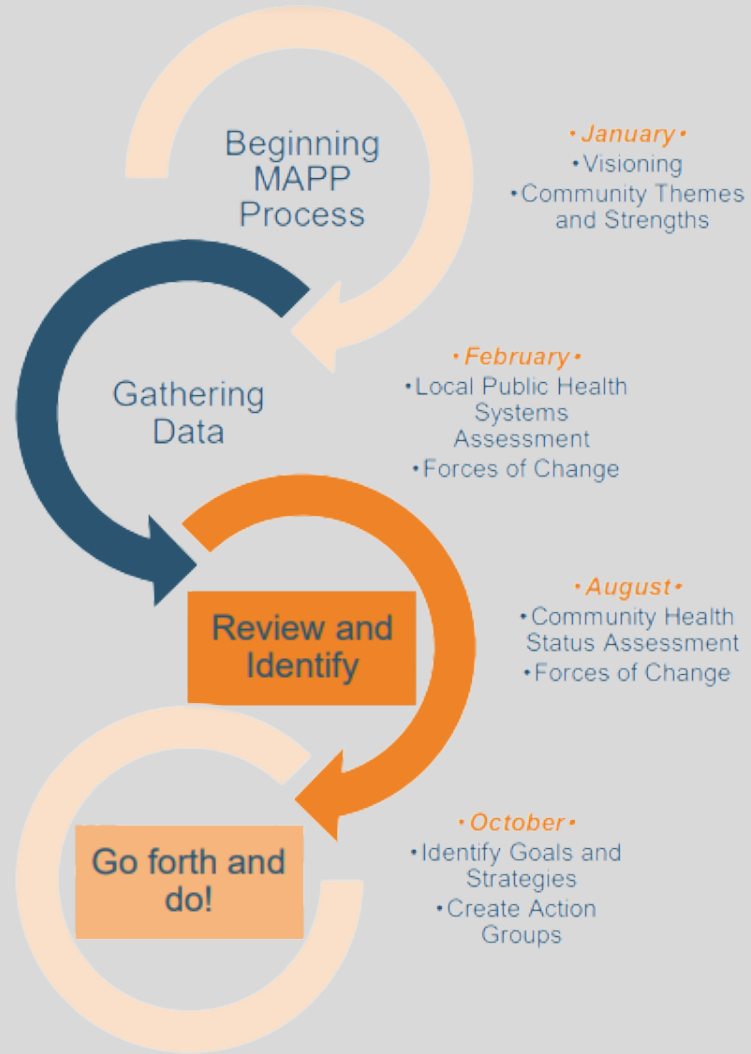 Beginning
MAPP
Process
•January•
•Visioning
•Community Themes
and Strengths
Gathering
Data
•February•
•Local Public Health
Systems
Assessment
•Forces of Change
Review and
Identify
•August•
•Community Health
Status Assessment
•Forces of Change
Go forth and
do!
•October•
•Identify Goals and
Strategies
•Create Action
Groups